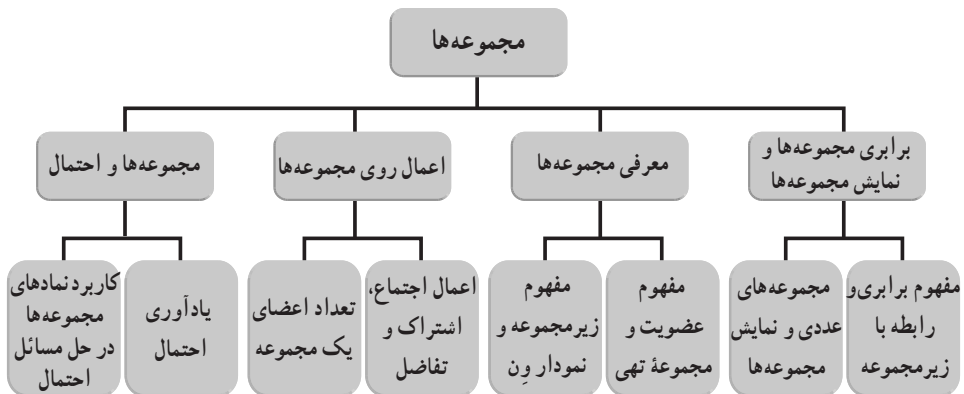 مجموعه‌ها
برابری مجموعه‌ها و
نمایش مجموعه‌ها
معرفی مجموعه‌ها
اعمال روی مجموعه‌ها
مجموعه‌ها و احتمال
مفهوم برابری و
رابطه با
زیرمجموعه
مجموعه‌های
عددی و نمایش
مجموعه‌ها
مفهوم
عضویت و
مجموعهٔ تهی
مفهوم
زیرمجموعه و
نمودار وِن
اعمال اجتماع،
اشتراک و
تفاضل
تعداد اعضای
یک مجموعه
یادآوری
احتمال
کاربرد نمادهای
مجموعه‌ها
در حل مسائل
احتمال